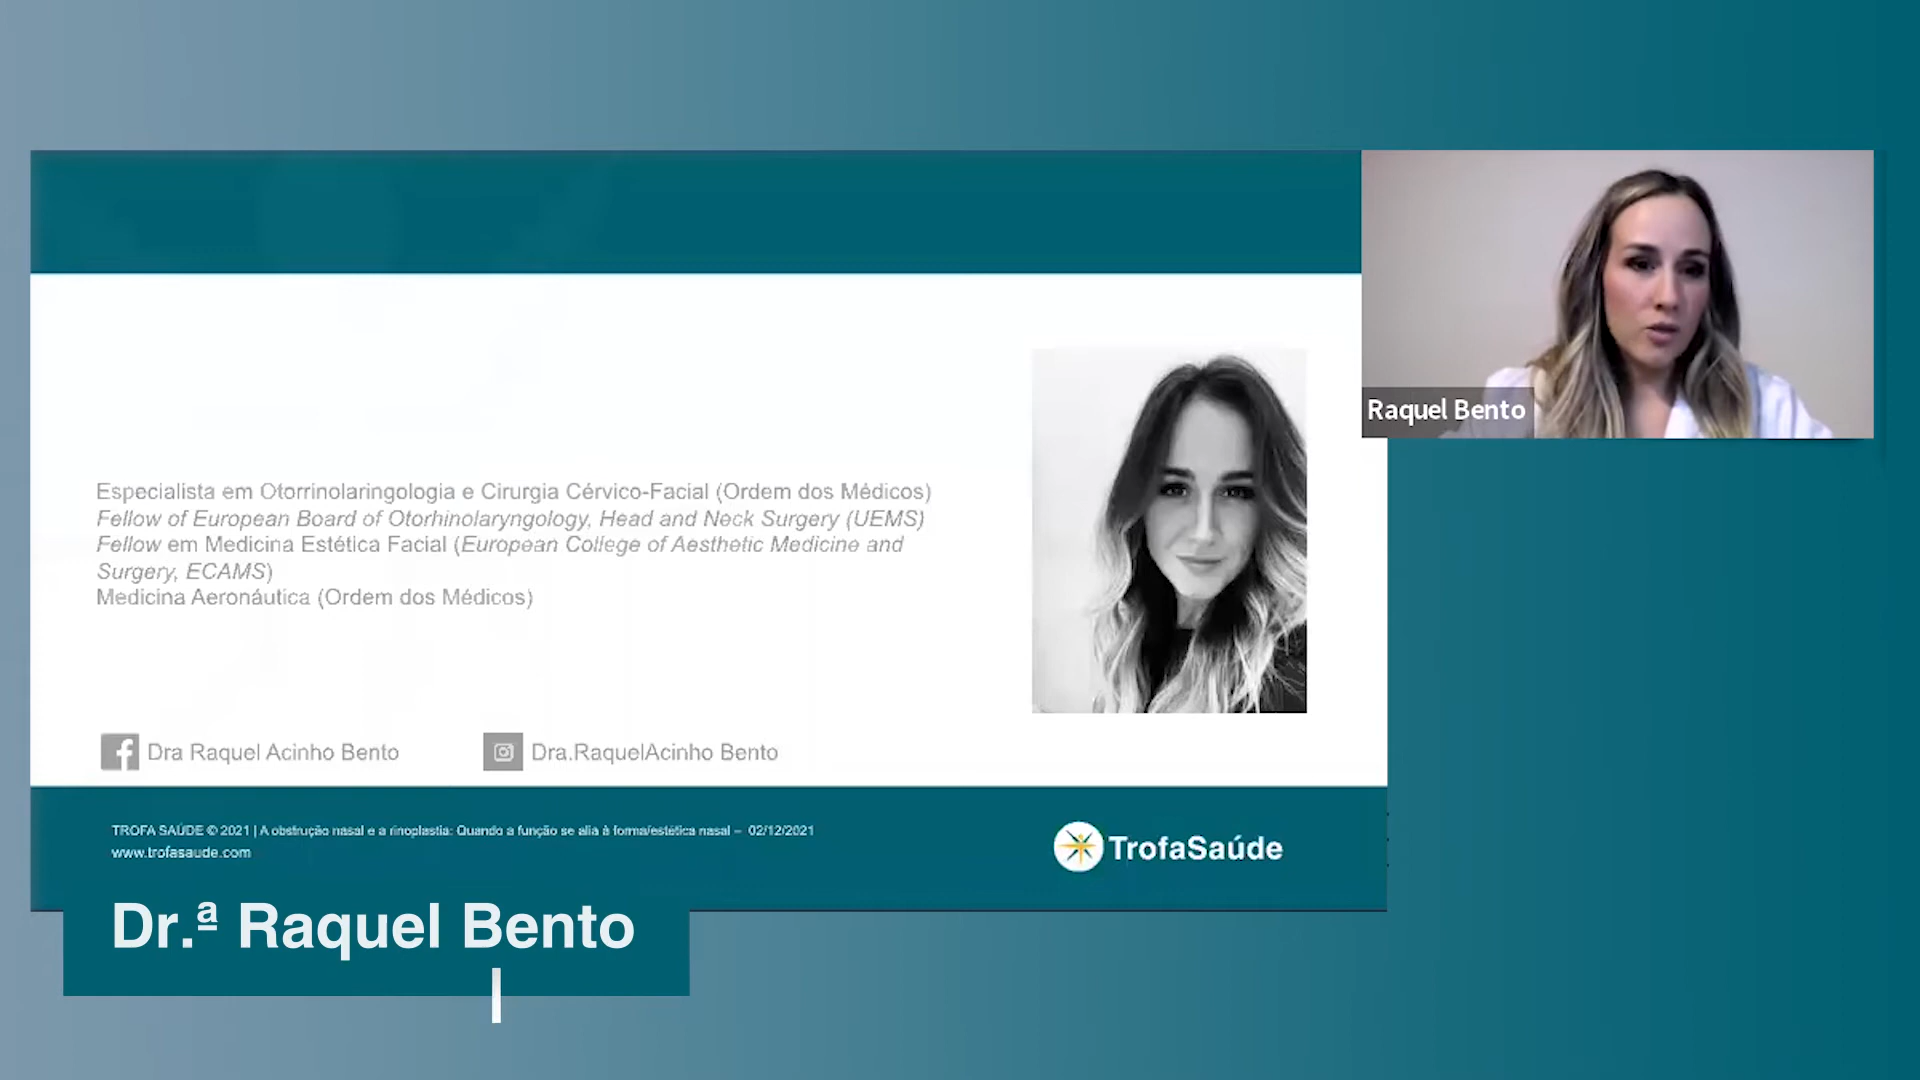 Raquel Bento
Especialista em Otorrinolaringologia e Cirurgia Cérvico-Facial (Ordem dos Médicos)
Fellow of European Board of Otorhinolaryngology, Head and Neck Surgery (UEMS)
Fellow em Medicina Estética Facial (European College of Aesthetic Medicine and
Surgery, ECAMS)
Medicina Aeronáutica (Ordem dos Médicos)
Dra Raquel Acinho Bento
Dra.RaquelAcinho Bento
TROFA SAÚDE © 2021 | A obstrução nasal e a rinoplastia: Quando a função se alia à forma/estética nasal – 02/12/2021
www.trofasaude.com
TrofaSaúde
Dr.ª Raquel Bento